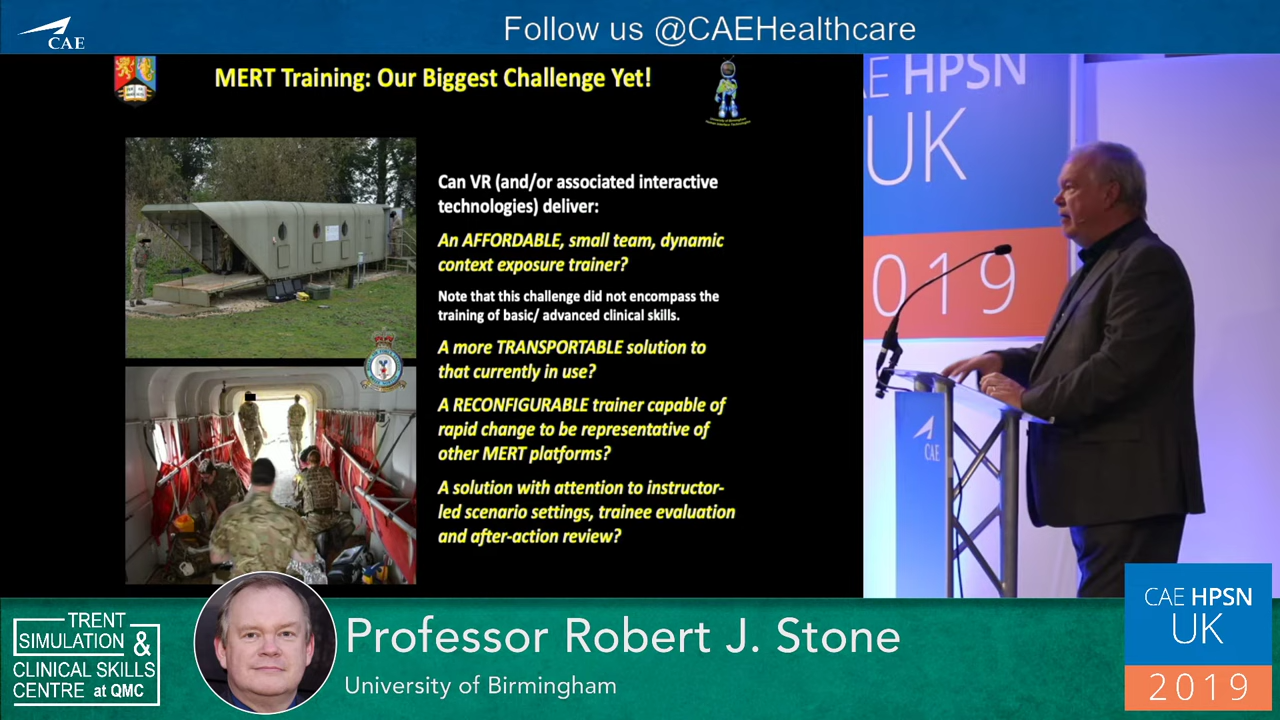 CAE
Follow us @CAEHealthcare
MERT Training: Our Biggest Challenge Yet!
Can VR (and/or associated interactive
technologies) deliver:
An AFFORDABLE, small team, dynamic
context exposure trainer?
Note that this challenge did not encompass the
training of basic/ advanced clinical skills.
A more TRANSPORTABLE solution to
that currently in use?
A RECONFIGURABLE trainer capable of
rapid change to be representative of
other MERT platforms?
A solution with attention to instructor-
led scenario settings, trainee evaluation
and after-action review?
AE HPSN
UK
2019
CAE
TRENT
SIMULATION &
CLINICAL SKILLS
CENTRE at QMC
Professor Robert J. Stone
University of Birmingham
CAE HPSN
UK
2019